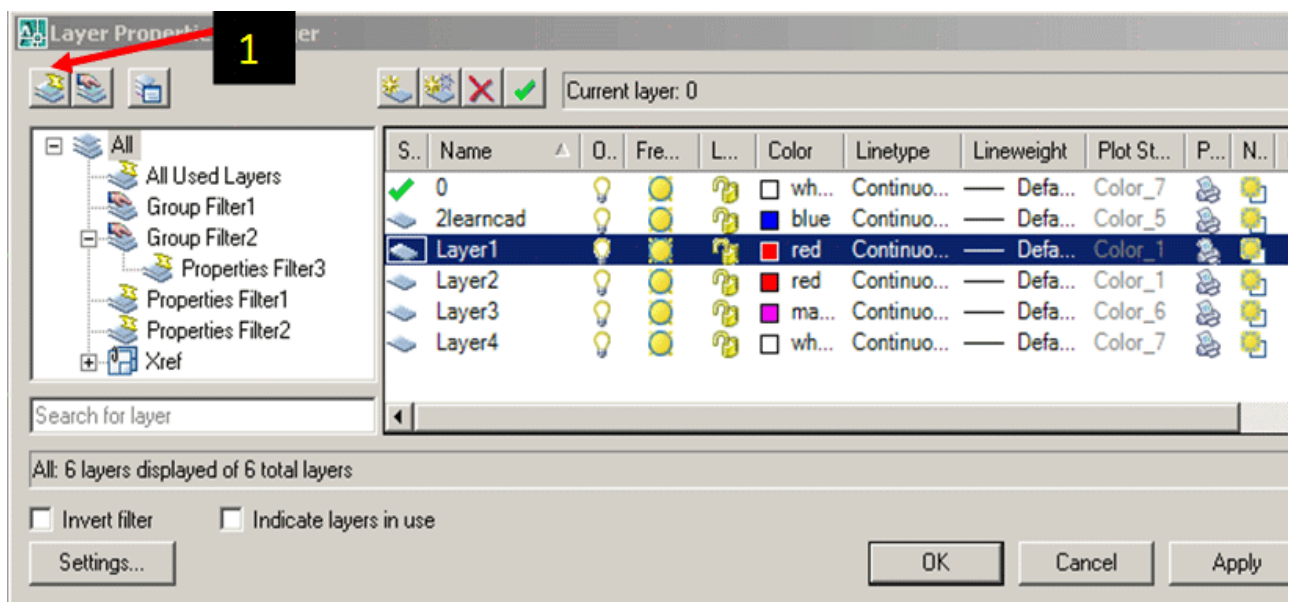 Layer Properti er
1
Current layer: 0
All
All Used Layers
Group Filter1
Group Filter2
Properties Filter3
Properties Filter1
Properties Filter2
Xref
Search for layer
S.. Name O.. Fre... L... Color Linetype Lineweight Plot St... P... N..
0 wh... Continuo... Defa... Color_7
2learncad blue Continuo... Defa... Color_5
Layer1 red Continuo... Defa... Color_1
Layer2 red Continuo... Defa... Color_1
Layer3 ma... Continuo... Defa... Color_6
Layer4 wh... Continuo... Defa... Color_7
All: 6 layers displayed of 6 total layers
Invert filter Indicate layers in use
Settings... OK Cancel Apply